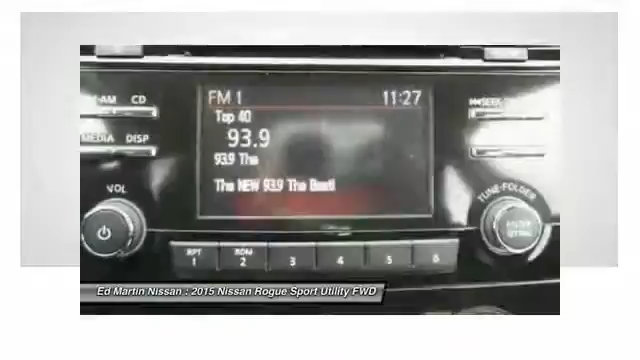 FM 1 11:27
FM-AM CD
SEEK
Top 40
93.9
MEDIA DISP
93.9 The
The NEW 93.9 The Beat!
VOL
TUNE-FOLDER
RPT RDM
1 2 3 4 5 6
Ed Martin Nissan : 2015 Nissan Rogue Sport Utility FWD